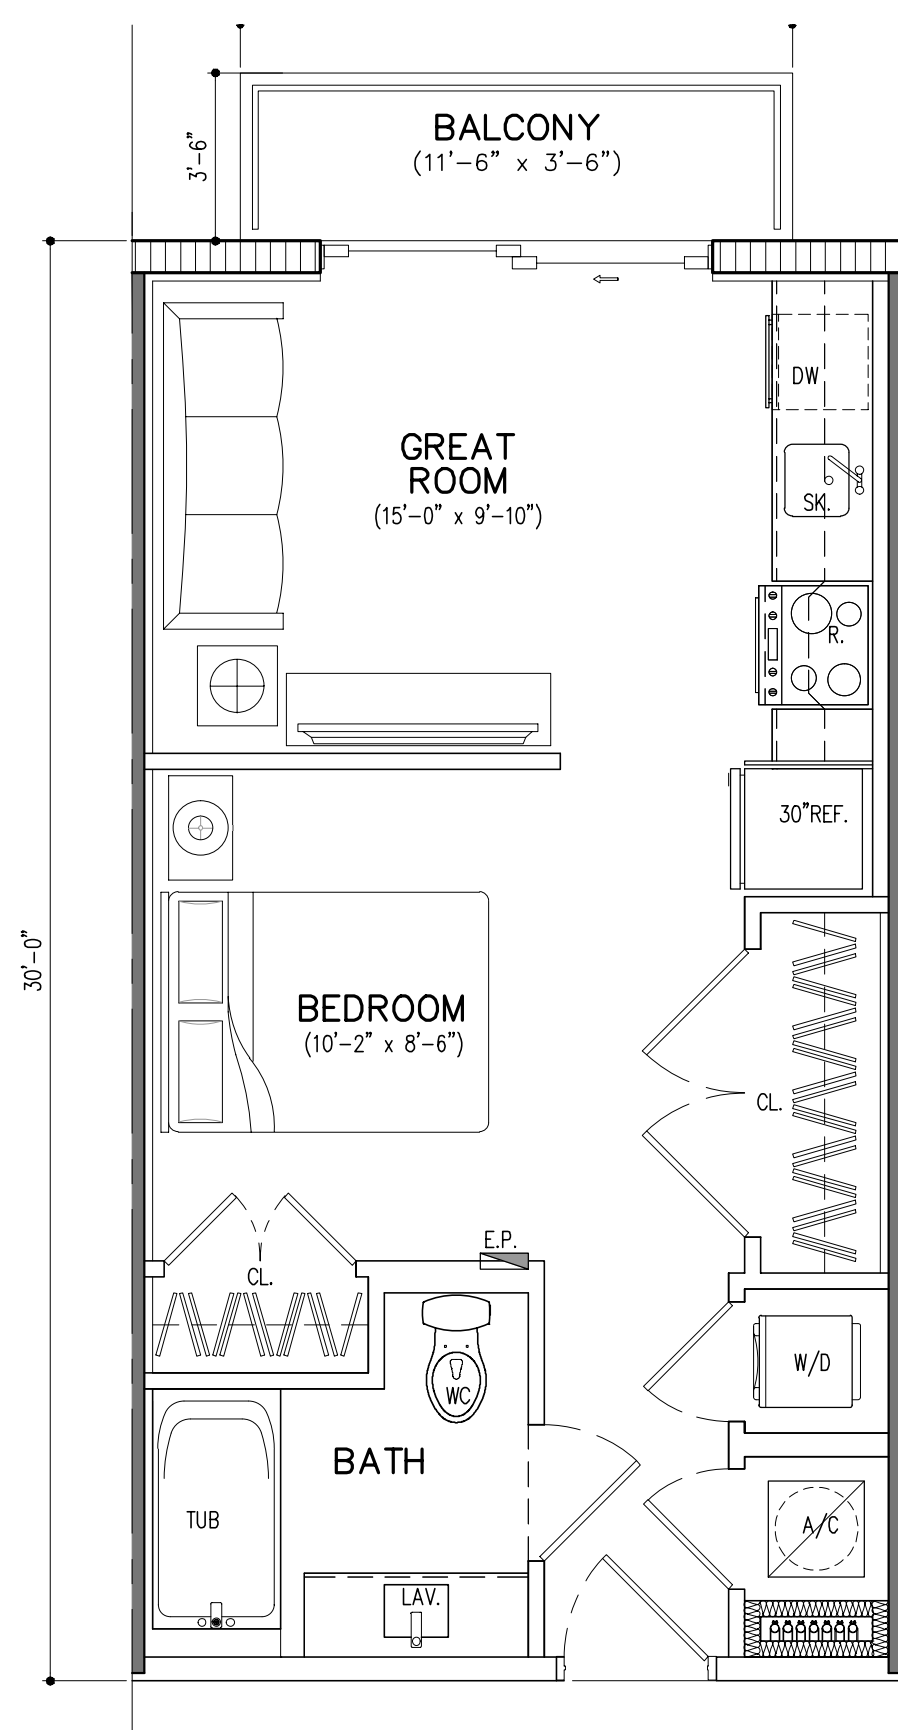 BALCONY
(11'-6" x 3'-6")
3'-6"
DW
GREAT
ROOM
(15'-0" x 9'-10")
SK.
R.
30"REF.
30'-0"
BEDROOM
(10'-2" x 8'-6")
CL.
E.P.
CL.
W/D
WC
BATH
TUB
A/C
LAV.